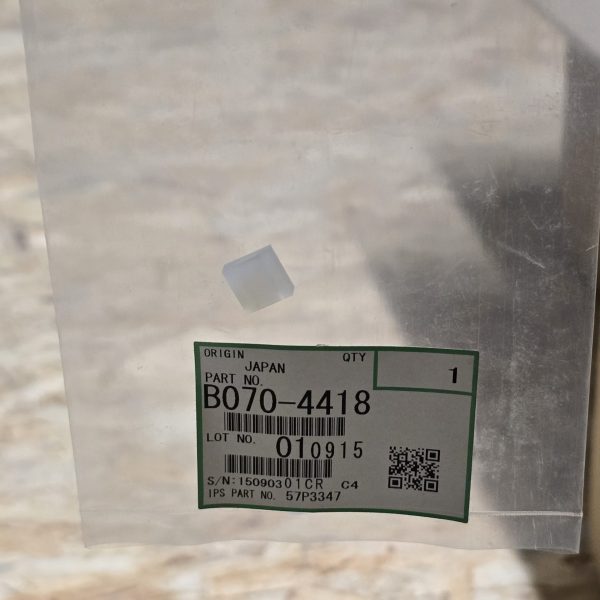 ORIGIN QTY
JAPAN 1
PART NO.
B070-4418
LOT NO. 010915
S/N:15090301CR C4
IPS PART NO. 57P3347